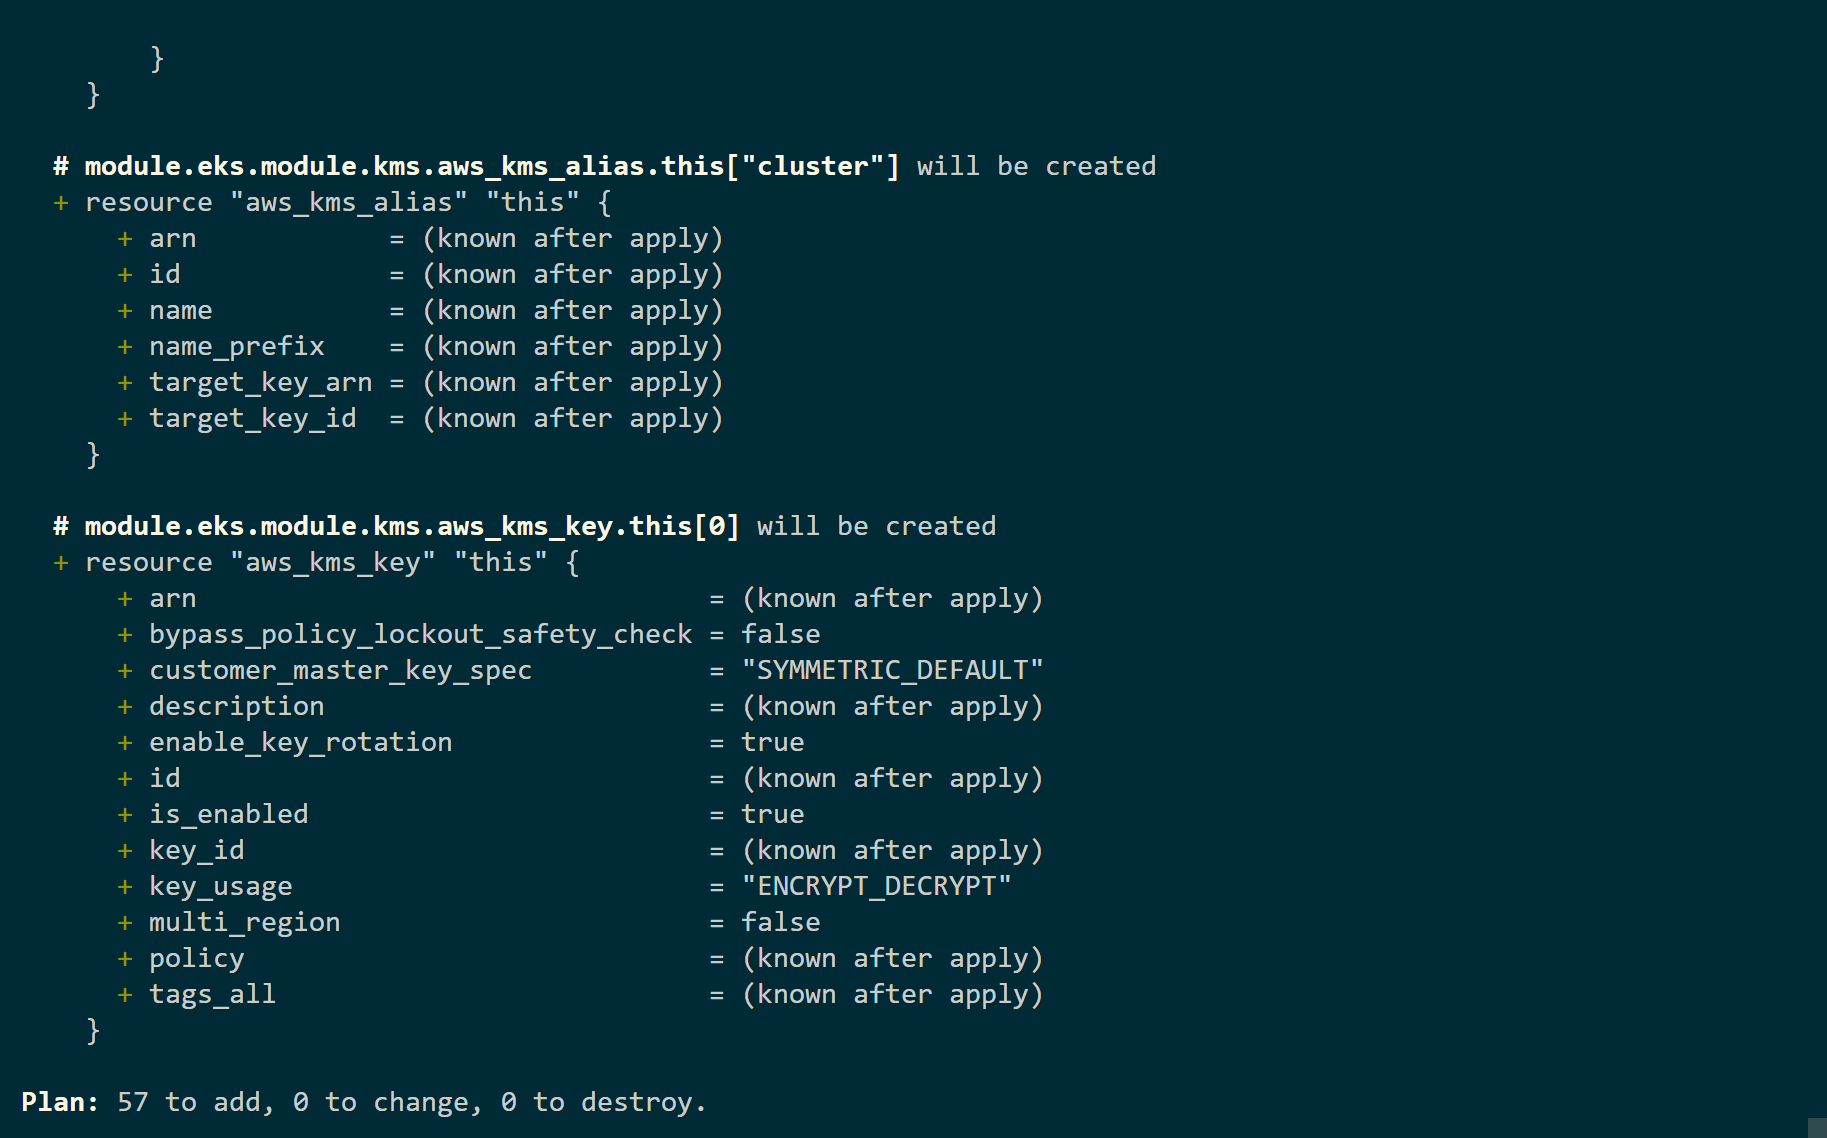 }
    }

  # module.eks.module.kms.aws_kms_alias.this["cluster"] will be created
  + resource "aws_kms_alias" "this" {
      + arn            = (known after apply)
      + id             = (known after apply)
      + name           = (known after apply)
      + name_prefix    = (known after apply)
      + target_key_arn = (known after apply)
      + target_key_id  = (known after apply)
    }

  # module.eks.module.kms.aws_kms_key.this[0] will be created
  + resource "aws_kms_key" "this" {
      + arn                                = (known after apply)
      + bypass_policy_lockout_safety_check = false
      + customer_master_key_spec           = "SYMMETRIC_DEFAULT"
      + description                        = (known after apply)
      + enable_key_rotation                = true
      + id                                 = (known after apply)
      + is_enabled                         = true
      + key_id                             = (known after apply)
      + key_usage                          = "ENCRYPT_DECRYPT"
      + multi_region                       = false
      + policy                             = (known after apply)
      + tags_all                           = (known after apply)
    }

Plan: 57 to add, 0 to change, 0 to destroy.